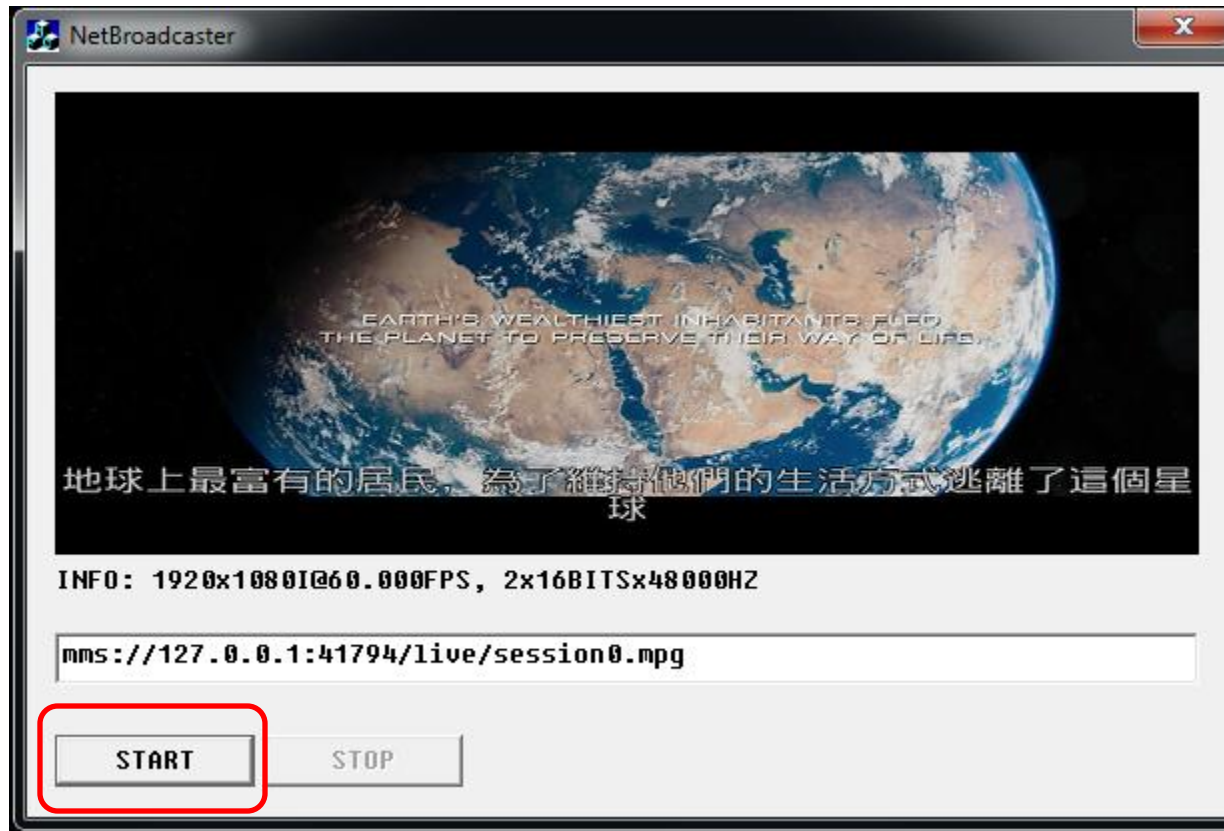 NetBroadcaster
EARTH'S WEALTHIEST INHABITANTS FLED
THE PLANET TO PRESERVE THEIR WAY OF LIFE.
地球上最富有的居民, 為了維持他們的生活方式逃離了這個星
球
INFO: 1920x1080I@60.000FPS, 2x16BITSx48000HZ
mms://127.0.0.1:41794/live/session0.mpg
START STOP